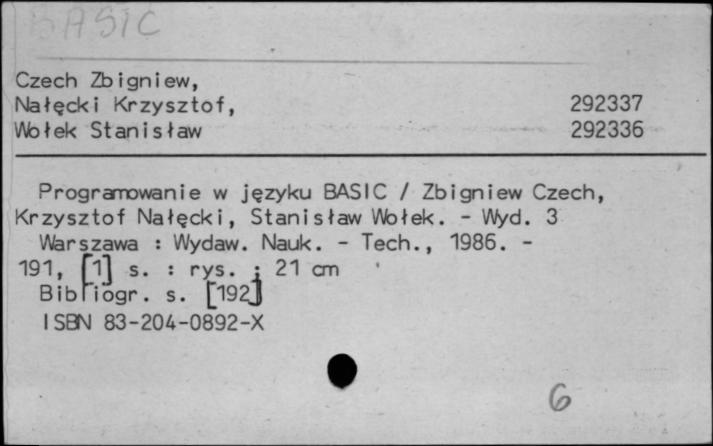 BASIC
Czech Zbigniew,
Nałęcki Krzysztof, 292337
Wołek Stanisław 292336
Programowanie w języku BASIC / Zbigniew Czech,
Krzysztof Nałęcki, Stanisław Wołek. - Wyd. 3
Warszawa : Wydaw. Nauk. - Tech., 1986. -
191, [1] s. : rys. ; 21 cm
Bibliogr. s. [192]
ISBN 83-204-0892-X
6